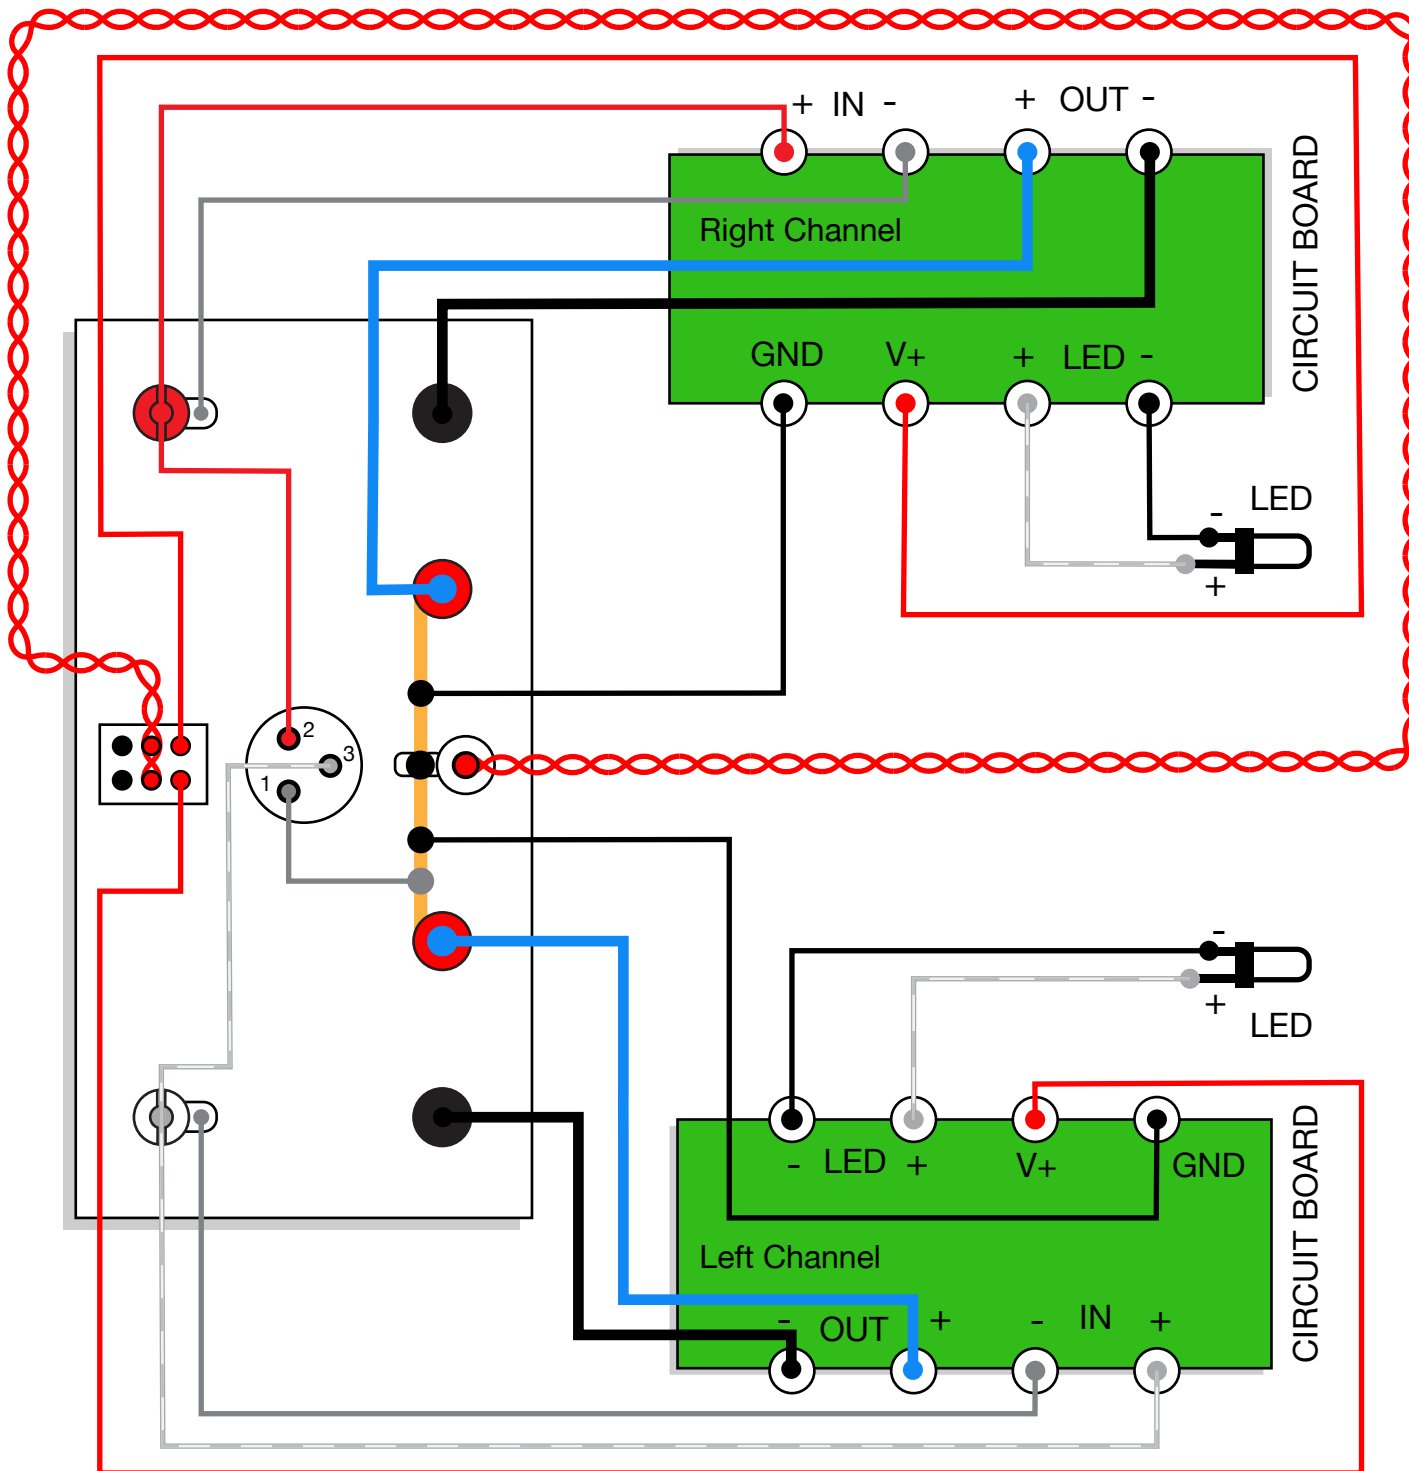 + IN -
+ OUT -
CIRCUIT BOARD
Right Channel
GND V+ + LED -
LED
-
+
2
3
1
-
+
LED
- LED + V+ GND
CIRCUIT BOARD
Left Channel
- OUT + - IN +